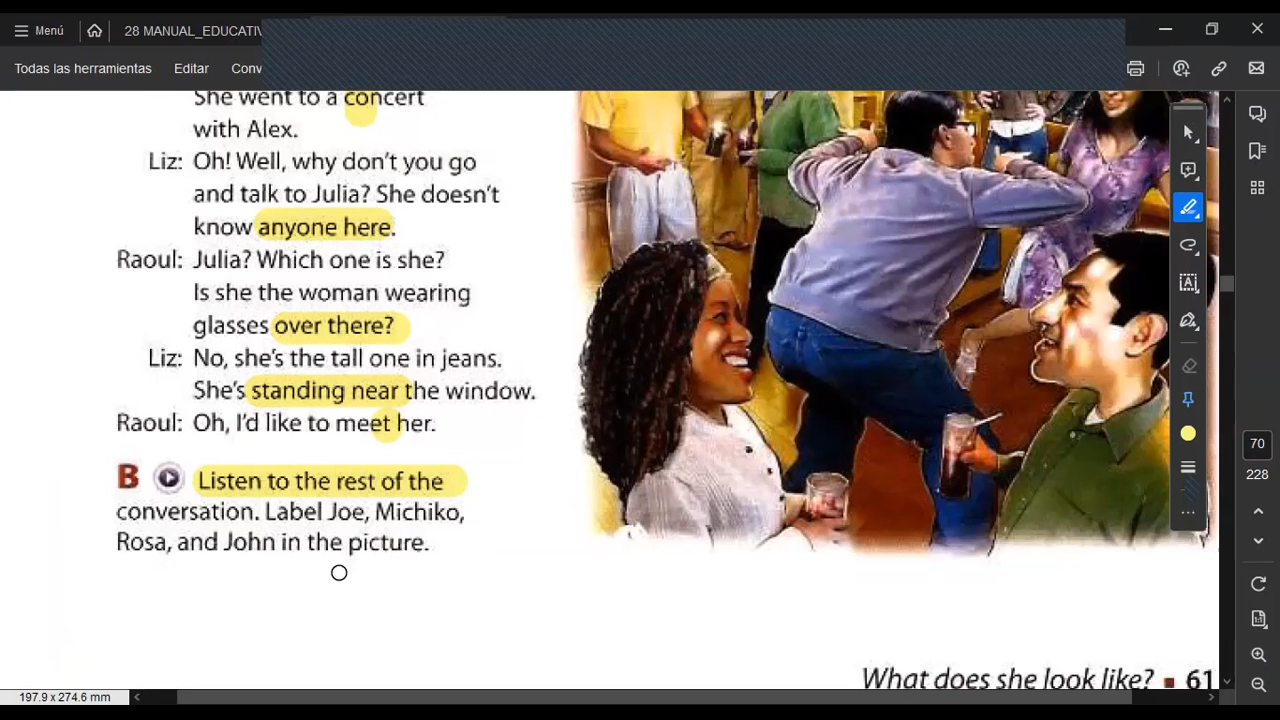 Menú
28 MANUAL_EDUCATIV
Todas las herramientas Editar Conv
She went to a concert
with Alex.
Liz: Oh! Well, why don't you go
and talk to Julia? She doesn't
know anyone here.
Raoul: Julia? Which one is she?
Is she the woman wearing
glasses over there?
Liz: No, she's the tall one in jeans.
She's standing near the window.
Raoul: Oh, I'd like to meet her.
B Listen to the rest of the
conversation. Label Joe, Michiko,
Rosa, and John in the picture.
What does she look like? ■ 61
70
228
197.9 x 274.6 mm